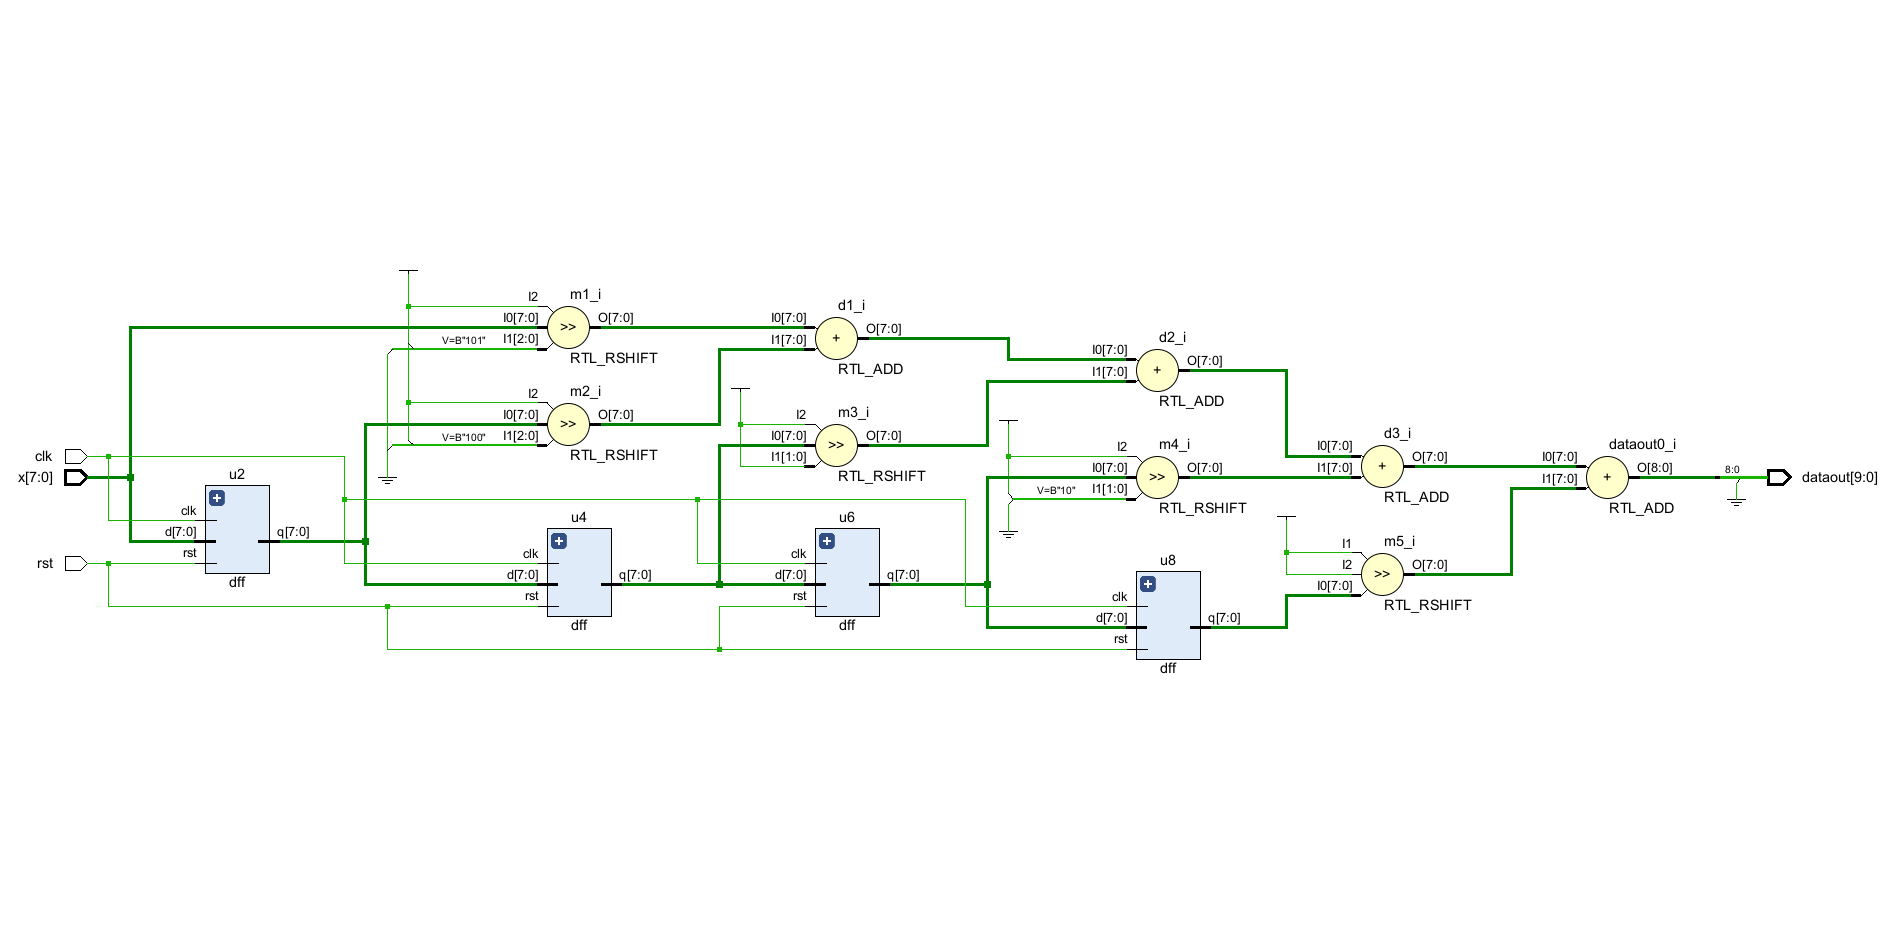 clk
x[7:0]
rst
u2
clk
d[7:0]
rst
q[7:0]
dff
I2
I0[7:0]
I1[2:0]
V=B"101"
m1_i
>>
O[7:0]
RTL_RSHIFT
I2
I0[7:0]
I1[2:0]
V=B"100"
m2_i
>>
O[7:0]
RTL_RSHIFT
u4
clk
d[7:0]
rst
q[7:0]
dff
d1_i
I0[7:0]
I1[7:0]
+
O[7:0]
RTL_ADD
m3_i
I2
I0[7:0]
I1[1:0]
>>
O[7:0]
RTL_RSHIFT
u6
clk
d[7:0]
rst
q[7:0]
dff
d2_i
I0[7:0]
I1[7:0]
+
O[7:0]
RTL_ADD
m4_i
I2
I0[7:0]
I1[1:0]
V=B"10"
>>
O[7:0]
RTL_RSHIFT
u8
clk
d[7:0]
rst
q[7:0]
dff
d3_i
I0[7:0]
I1[7:0]
+
O[7:0]
RTL_ADD
m5_i
I1
I2
I0[7:0]
>>
O[7:0]
RTL_RSHIFT
dataout0_i
I0[7:0]
I1[7:0]
+
O[8:0]
RTL_ADD
8:0
dataout[9:0]